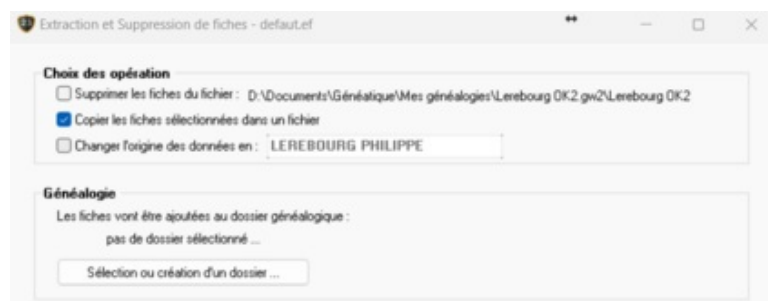 Extraction et Suppression de fiches - defaut.ef
Choix des opération
Supprimer les fiches du fichier : D:\Documents\Généatique\Mes généalogies\Lerebourg OK2.gw2\Lerebourg OK2
Copier les fiches sélectionnées dans un fichier
Changer l'origine des données en : LEREBOURG PHILIPPE
Généalogie
Les fiches vont être ajoutées au dossier généalogique :
pas de dossier sélectionné ...
Sélection ou création d'un dossier ...